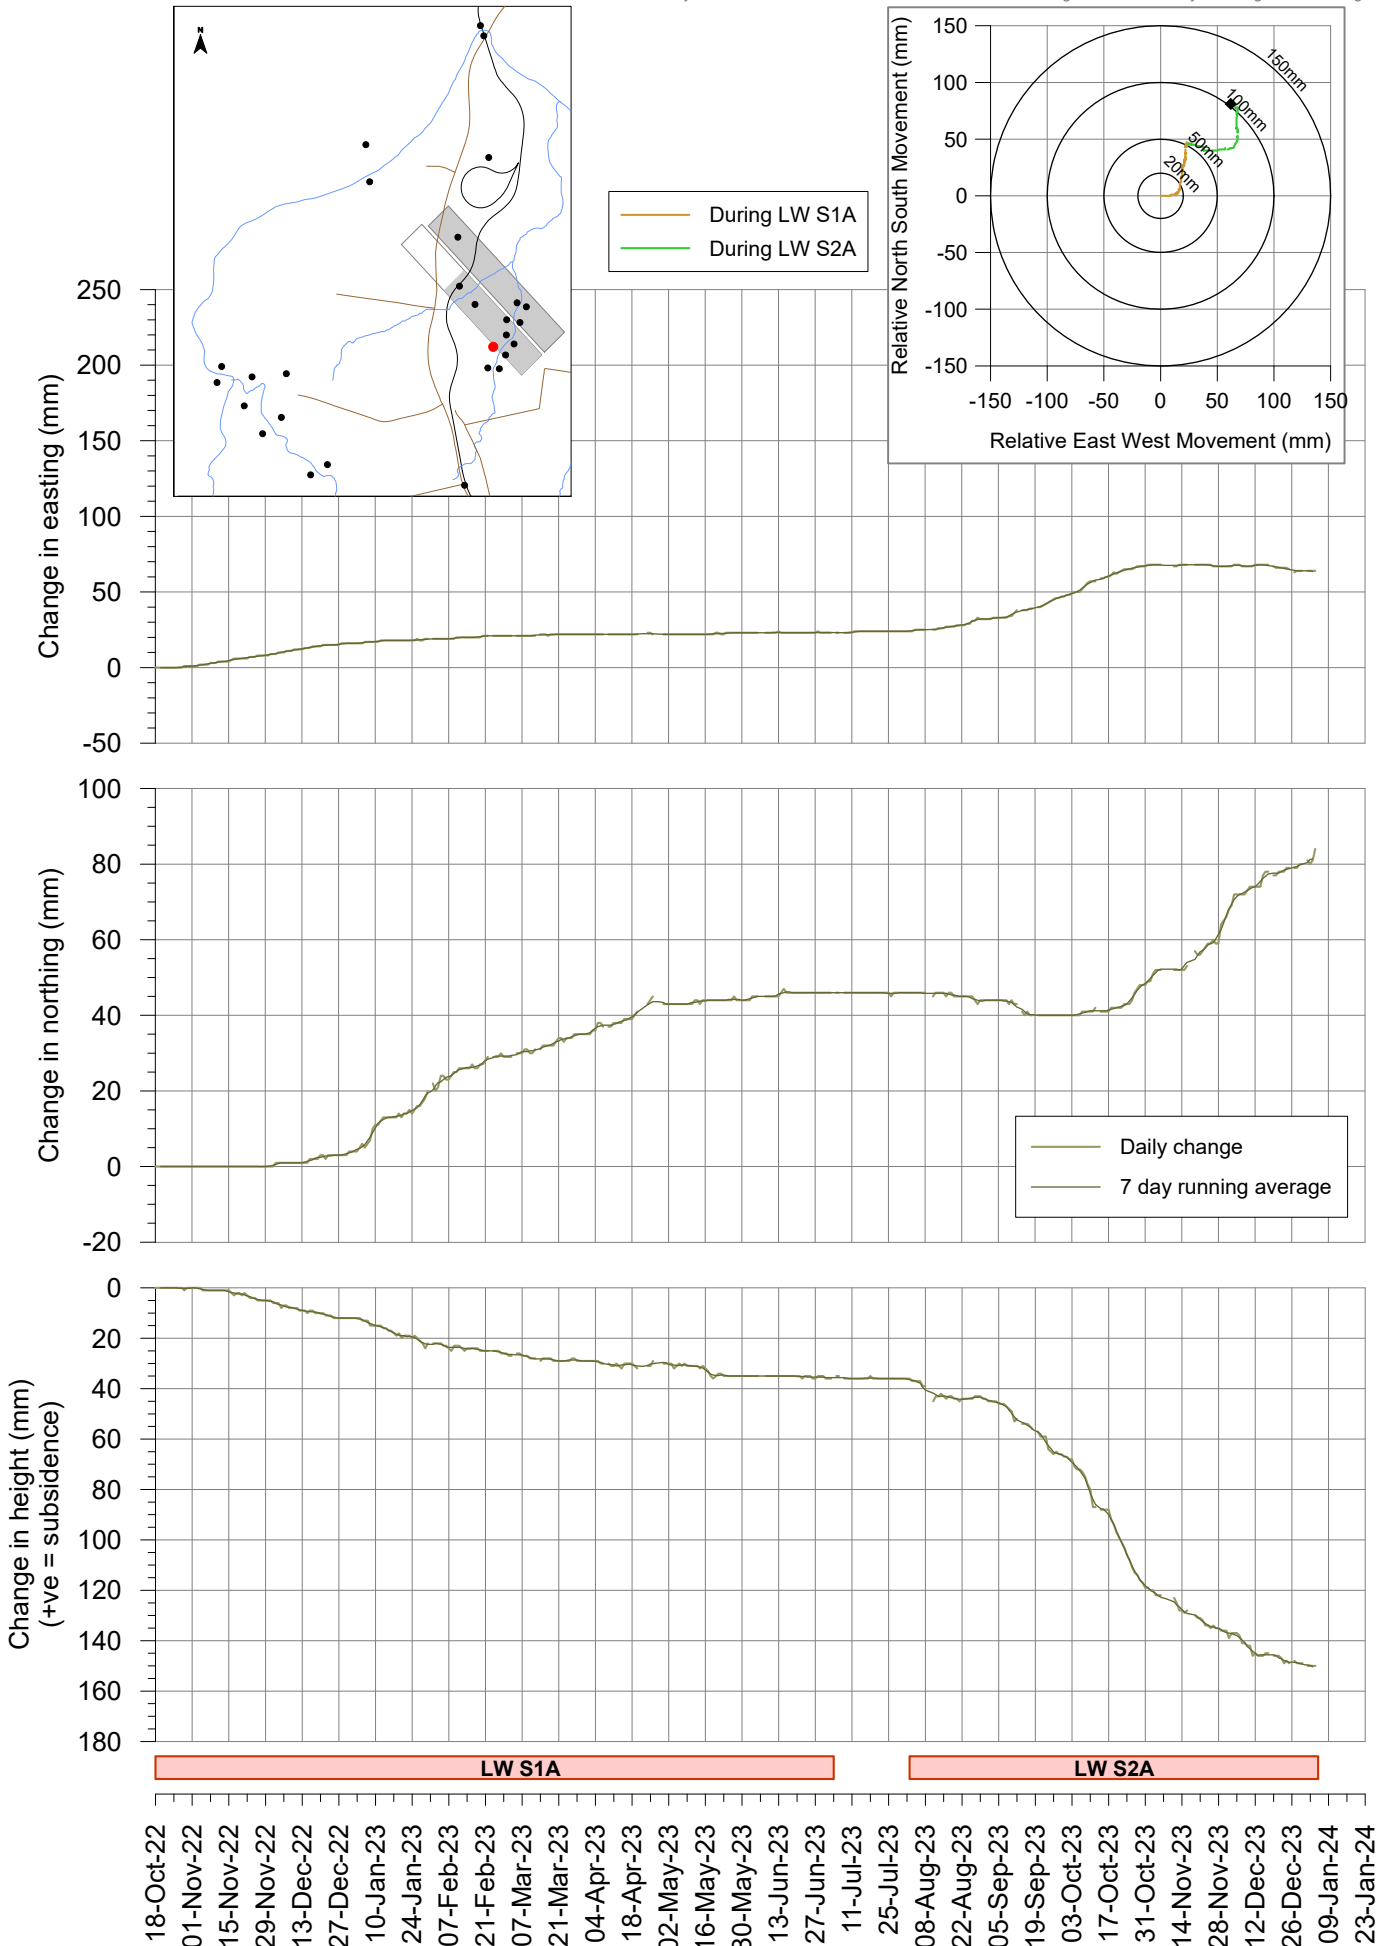 N
During LW S1A
During LW S2A
Relative North South Movement (mm)
150
100
50
0
-50
-100
-150
150mm
100mm
50mm
20mm
-150 -100 -50 0 50 100 150
Relative East West Movement (mm)
Change in easting (mm)
250
200
150
100
50
0
-50
Change in northing (mm)
100
80
60
40
20
0
-20
Daily change
7 day running average
Change in height (mm)
(+ve = subsidence)
0
20
40
60
80
100
120
140
160
180
LW S1A
LW S2A
18-Oct-22
01-Nov-22
15-Nov-22
29-Nov-22
13-Dec-22
27-Dec-22
10-Jan-23
24-Jan-23
07-Feb-23
21-Feb-23
07-Mar-23
21-Mar-23
04-Apr-23
18-Apr-23
02-May-23
16-May-23
30-May-23
13-Jun-23
27-Jun-23
11-Jul-23
25-Jul-23
08-Aug-23
22-Aug-23
05-Sep-23
19-Sep-23
03-Oct-23
17-Oct-23
31-Oct-23
14-Nov-23
28-Nov-23
12-Dec-23
26-Dec-23
09-Jan-24
23-Jan-24